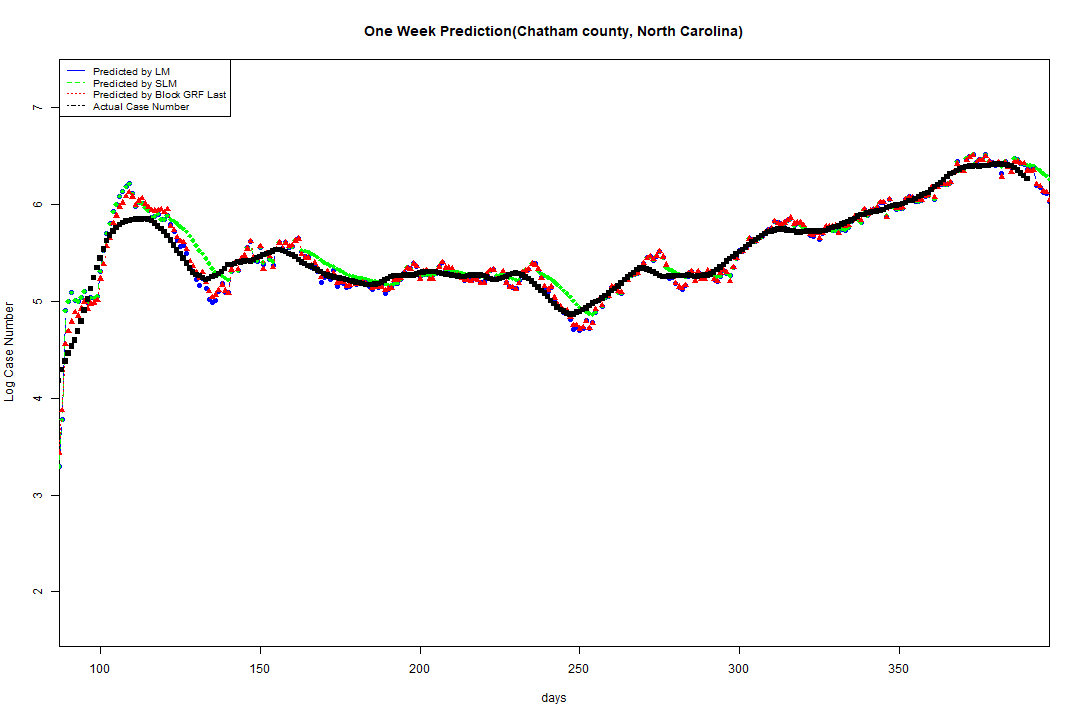 One Week Prediction(Chatham county, North Carolina)
Predicted by LM
Predicted by SLM
Predicted by Block GRF Last
Actual Case Number
7
6
5
4
3
2
Log Case Number
100 150 200 250 300 350
days